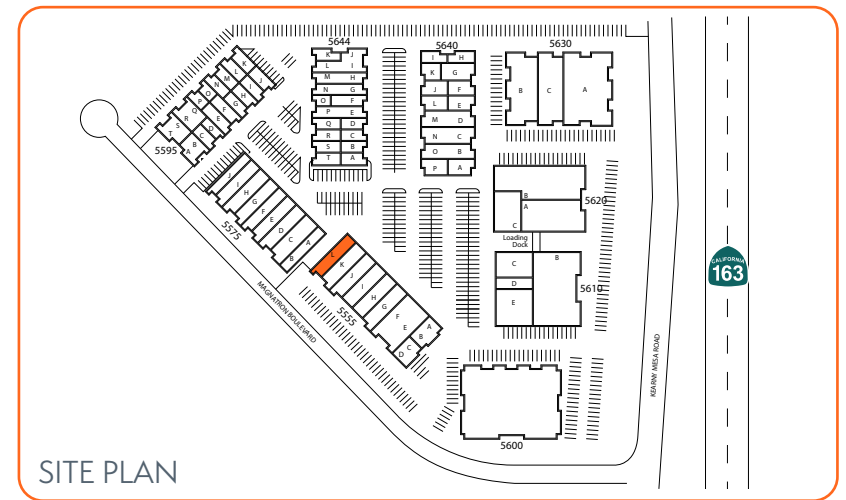 5644
K J
L I
M H
N G
O F
P E
Q D
R C
S B
T A
5640
I H
K G
J F
L E
M D
N C
O B
P A
5630
B C A
5595
K
L J
M I
N H
O G
P F
Q E
R D
S C
T B
A
5620
B
A
C
Loading
Dock
5610
C B
D
E
5575
J
I
H
G
F
E
D
C
B
A
5555
L
K
J
I
H
G
F
E
A
B
C
D
MAGNATRON BOULEVARD
5600
KEARNY MESA ROAD
CALIFORNIA
163
SITE PLAN